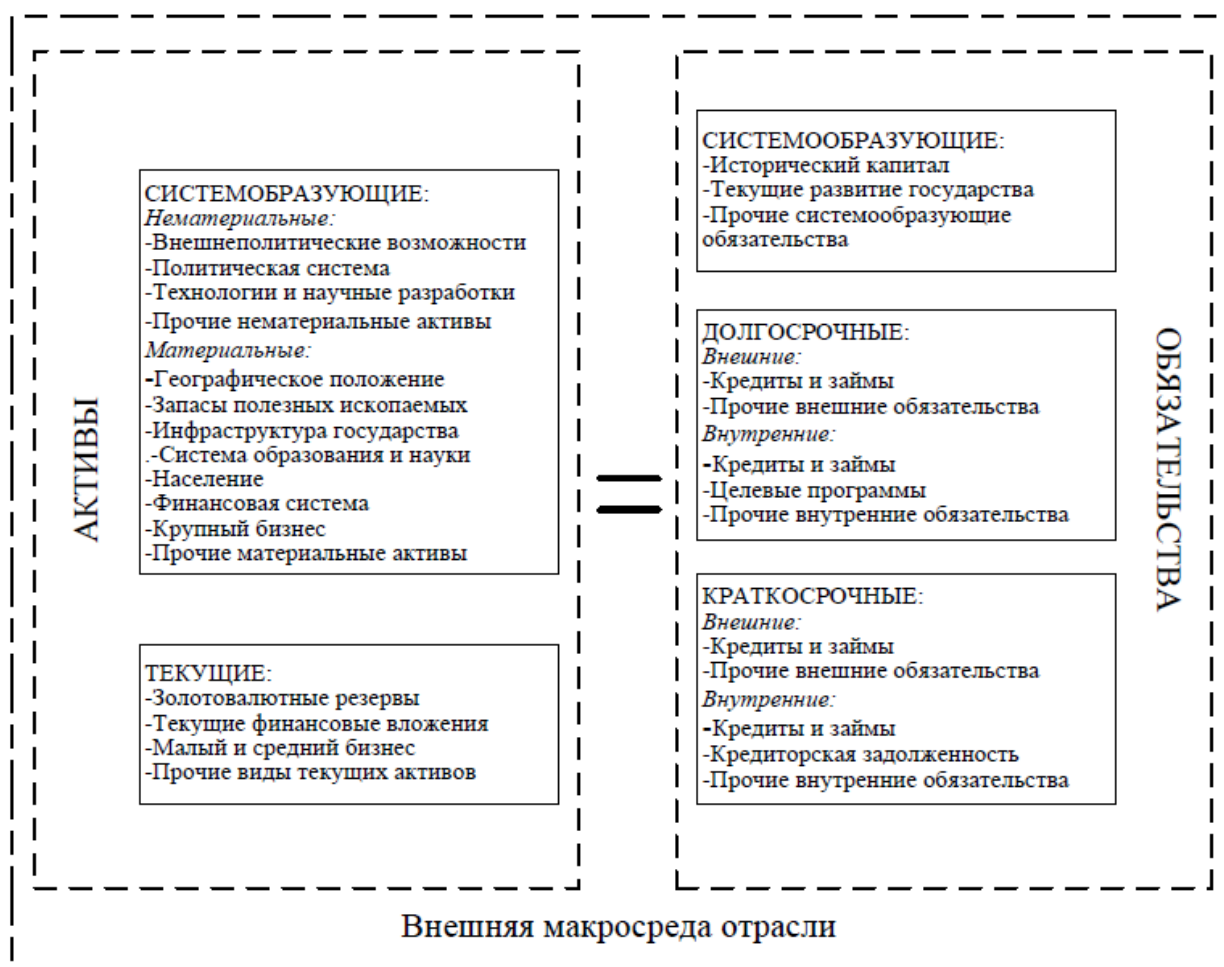 АКТИВЫ
СИСТЕМОБРАЗУЮЩИЕ:
Нематериальные:
-Внешнеполитические возможности
-Политическая система
-Технологии и научные разработки
-Прочие нематериальные активы
Материальные:
-Географическое положение
-Запасы полезных ископаемых
-Инфраструктура государства
.-Система образования и науки
-Население
-Финансовая система
-Крупный бизнес
-Прочие материальные активы
ТЕКУЩИЕ:
-Золотовалютные резервы
-Текущие финансовые вложения
-Малый и средний бизнес
-Прочие виды текущих активов
=
СИСТЕМООБРАЗУЮЩИЕ:
-Исторический капитал
-Текущие развитие государства
-Прочие системообразующие
обязательства
ДОЛГОСРОЧНЫЕ:
Внешние:
-Кредиты и займы
-Прочие внешние обязательства
Внутренние:
-Кредиты и займы
-Целевые программы
-Прочие внутренние обязательства
КРАТКОСРОЧНЫЕ:
Внешние:
-Кредиты и займы
-Прочие внешние обязательства
Внутренние:
-Кредиты и займы
-Кредиторская задолженность
-Прочие внутренние обязательства
ОБЯЗАТЕЛЬСТВА
Внешняя макросреда отрасли